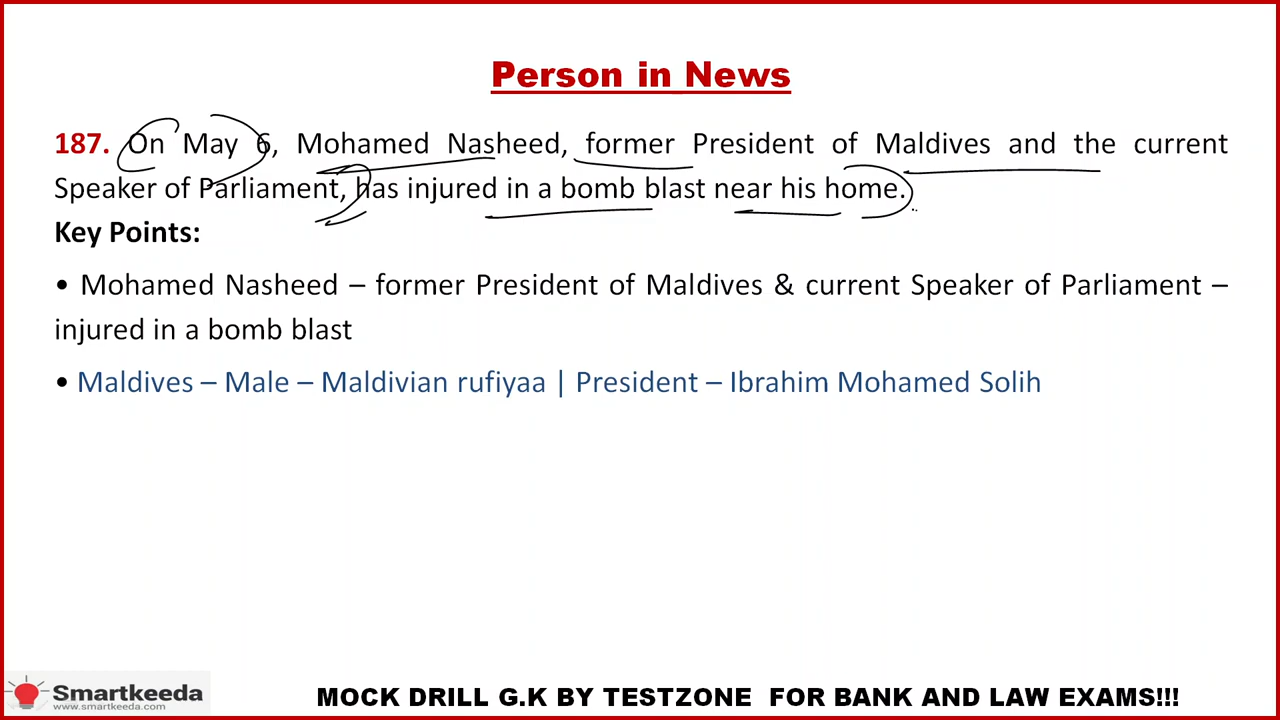 Person in News
187. On May 6, Mohamed Nasheed, former President of Maldives and the current
Speaker of Parliament, has injured in a bomb blast near his home.
Key Points:
• Mohamed Nasheed – former President of Maldives & current Speaker of Parliament –
injured in a bomb blast
• Maldives – Male – Maldivian rufiyaa | President – Ibrahim Mohamed Solih
Smartkeeda
www.smartkeeda.com
MOCK DRILL G.K BY TESTZONE FOR BANK AND LAW EXAMS!!!